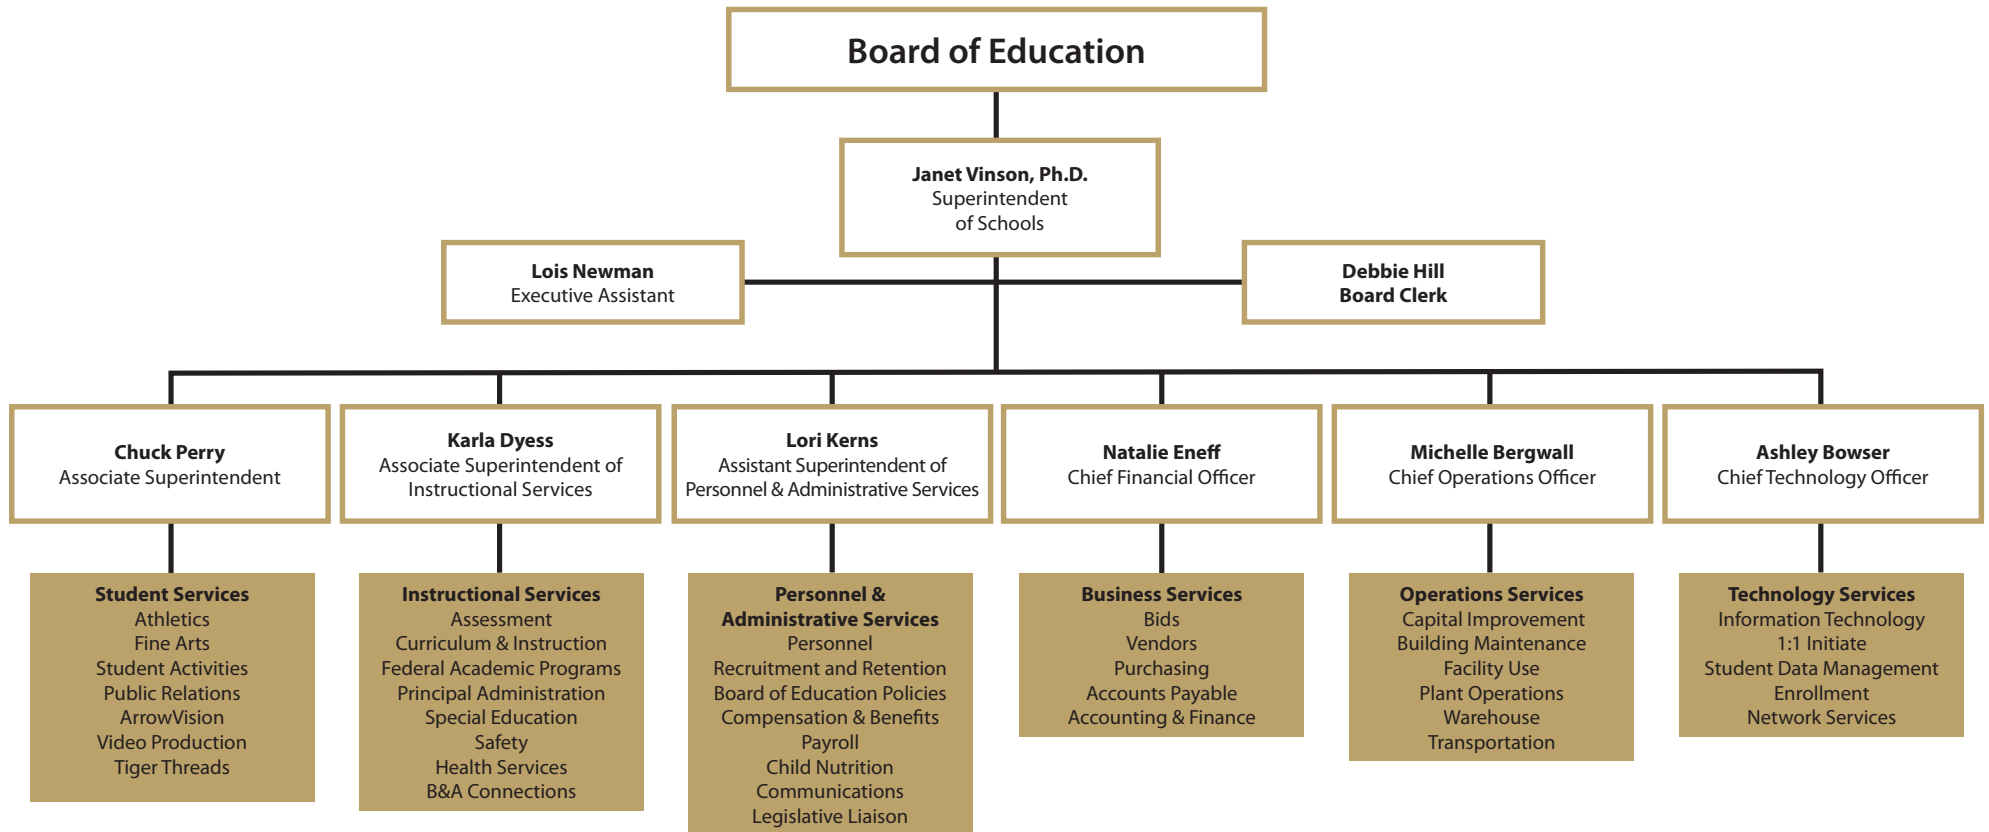 Board of Education
Janet Vinson, Ph.D.
Superintendent
of Schools
Lois Newman
Executive Assistant
Debbie Hill
Board Clerk
Chuck Perry
Associate Superintendent
Karla Dyess
Associate Superintendent of
Instructional Services
Lori Kerns
Assistant Superintendent of
Personnel & Administrative Services
Natalie Eneff
Chief Financial Officer
Michelle Bergwall
Chief Operations Officer
Ashley Bowser
Chief Technology Officer
Student Services
Athletics
Fine Arts
Student Activities
Public Relations
ArrowVision
Video Production
Tiger Threads
Instructional Services
Assessment
Curriculum & Instruction
Federal Academic Programs
Principal Administration
Special Education
Safety
Health Services
B&A Connections
Personnel &
Administrative Services
Personnel
Recruitment and Retention
Board of Education Policies
Compensation & Benefits
Payroll
Child Nutrition
Communications
Legislative Liaison
Business Services
Bids
Vendors
Purchasing
Accounts Payable
Accounting & Finance
Operations Services
Capital Improvement
Building Maintenance
Facility Use
Plant Operations
Warehouse
Transportation
Technology Services
Information Technology
1:1 Initiate
Student Data Management
Enrollment
Network Services